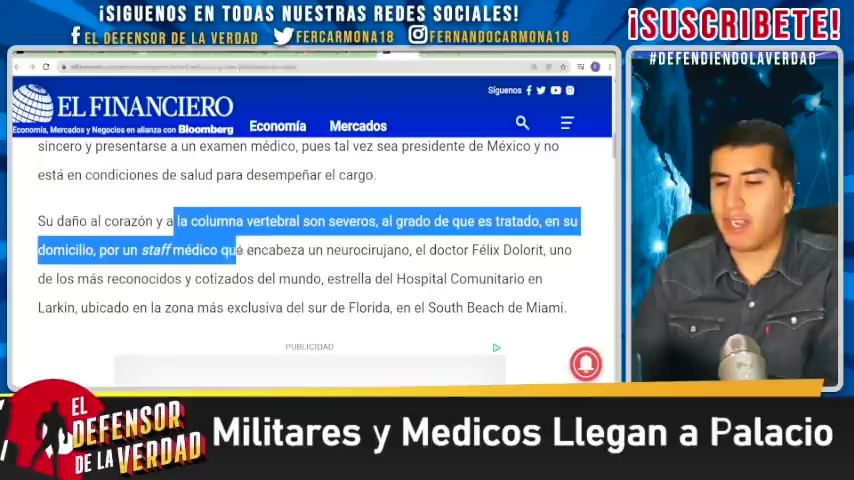 ¡SIGUENOS EN TODAS NUESTRAS REDES SOCIALES!
EL DEFENSOR DE LA VERDAD FERCARMONA18 FERNANDOCARMONA18
¡SUSCRIBETE!
#DEFENDIENDOLAVERDAD
EL FINANCIERO
Economía, Mercados y Negocios en alianza con Bloomberg
Economía Mercados
Síguenos
sincero y presentarse a un examen médico, pues tal vez sea presidente de México y no
está en condiciones de salud para desempeñar el cargo.
Su daño al corazón y a la columna vertebral son severos, al grado de que es tratado, en su
domicilio, por un staff médico que encabeza un neurocirujano, el doctor Félix Dolorit, uno
de los más reconocidos y cotizados del mundo, estrella del Hospital Comunitario en
Larkin, ubicado en la zona más exclusiva del sur de Florida, en el South Beach de Miami.
PUBLICIDAD
EL
DEFENSOR
DE LA VERDAD
Militares y Medicos Llegan a Palacio